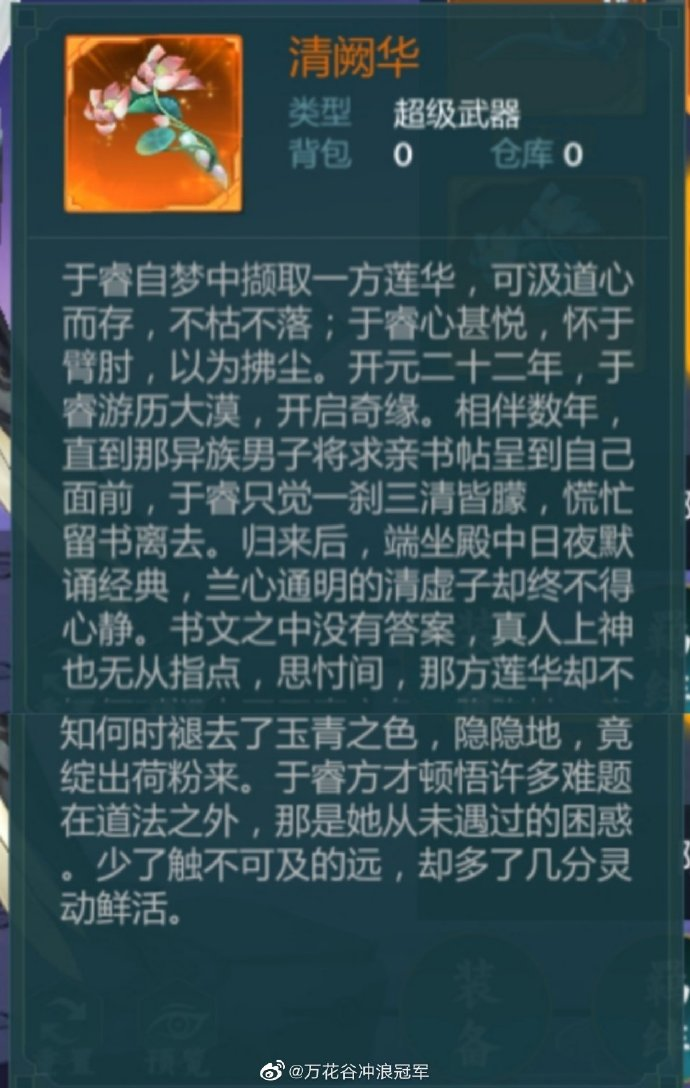 清阙华
类型 超级武器
背包 0 仓库 0
于睿自梦中撷取一方莲华，可汲道心
而存，不枯不落；于睿心甚悦，怀于
臂肘，以为拂尘。开元二十二年，于
睿游历大漠，开启奇缘。相伴数年，
直到那异族男子将求亲书帖呈到自己
面前，于睿只觉一刹三清皆朦，慌忙
留书离去。归来后，端坐殿中日夜默
诵经典，兰心通明的清虚子却终不得
心静。书文之中没有答案，真人上神
也无从指点，思忖间，那方莲华却不
知何时褪去了玉青之色，隐隐地，竟
绽出荷粉来。于睿方才顿悟许多难题
在道法之外，那是她从未遇过的困惑
。少了触不可及的远，却多了几分灵
动鲜活。
装
备
预览
@万花谷冲浪冠军